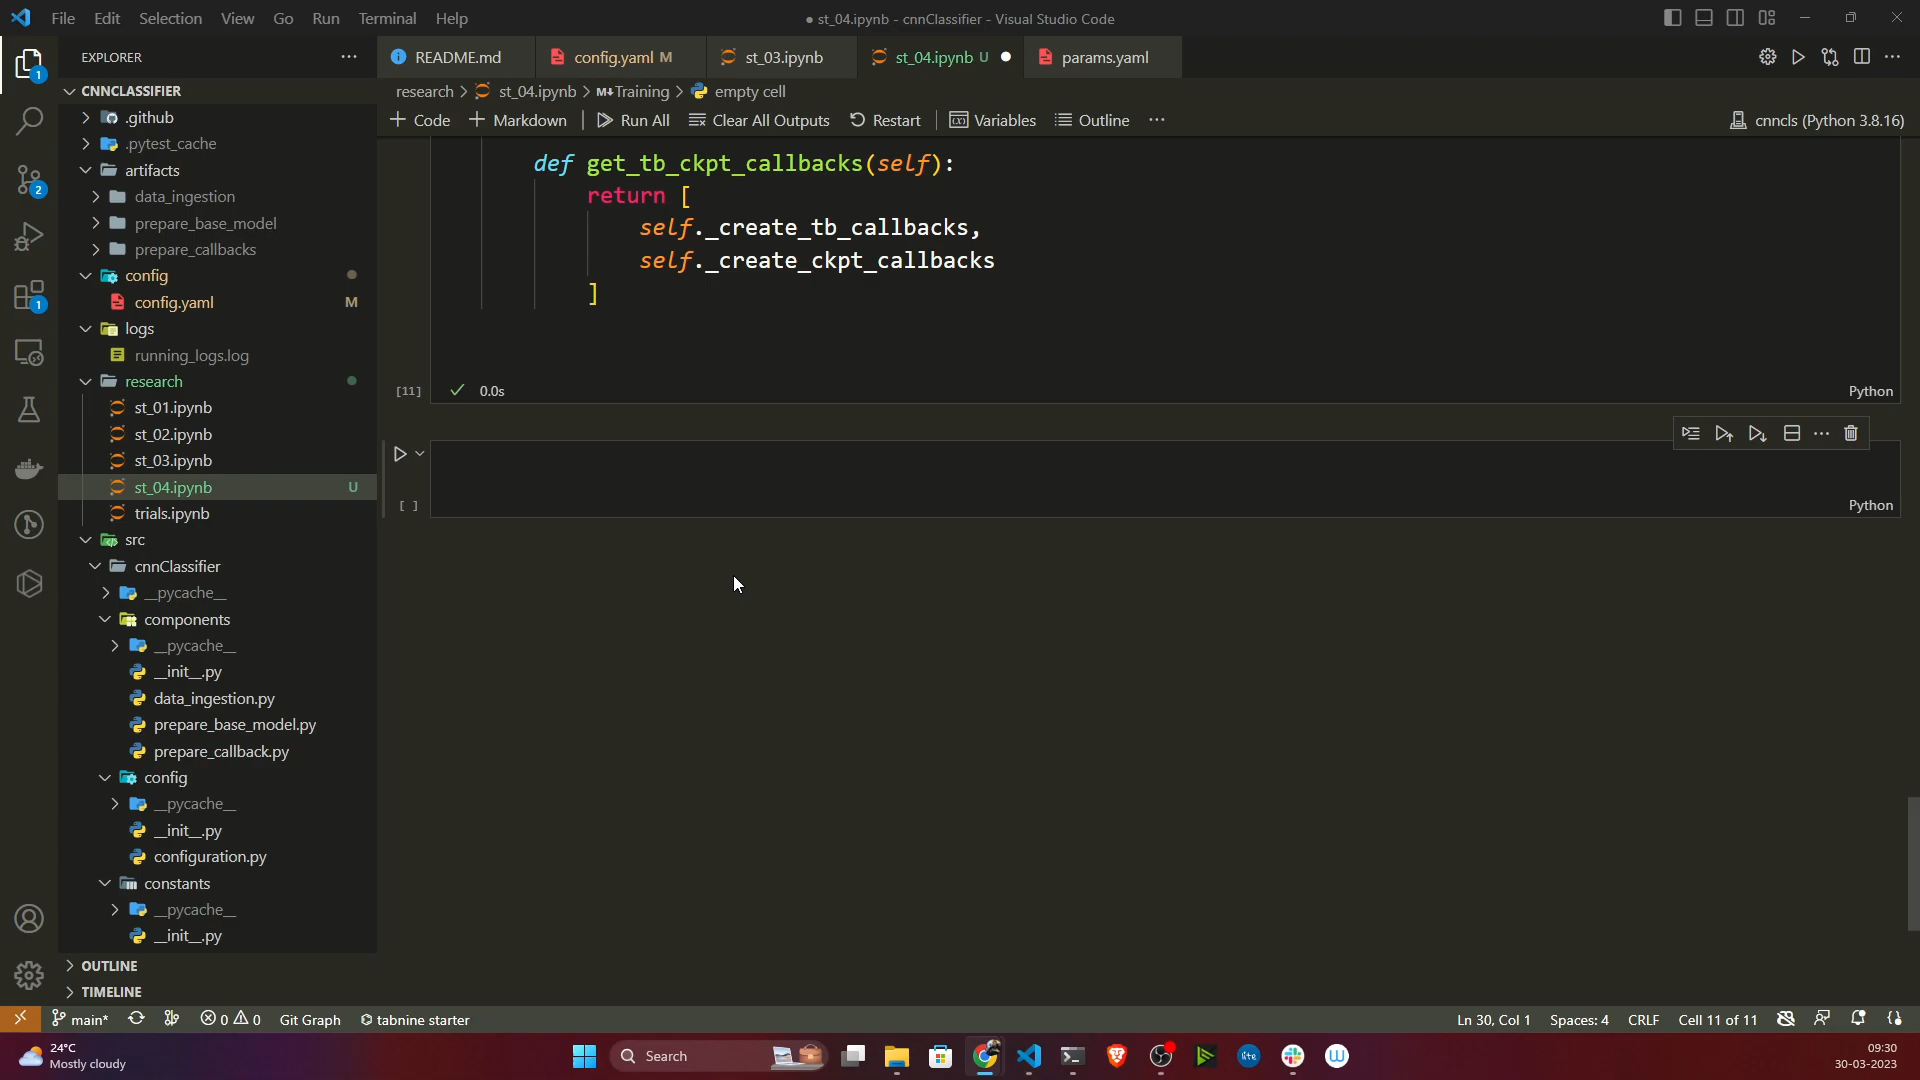 File Edit Selection View Go Run Terminal Help
● st_04.ipynb - cnnClassifier - Visual Studio Code
EXPLORER
README.md
config.yaml M
st_03.ipynb
st_04.ipynb U
params.yaml
CNNCLASSIFIER
research > st_04.ipynb > M↓Training > empty cell
Code Markdown Run All Clear All Outputs Restart Variables Outline
cnncls (Python 3.8.16)
.github
.pytest_cache
artifacts
data_ingestion
prepare_base_model
prepare_callbacks
config
config.yaml M
logs
running_logs.log
research
st_01.ipynb
st_02.ipynb
st_03.ipynb
st_04.ipynb U
trials.ipynb
src
cnnClassifier
__pycache__
components
__pycache__
__init__.py
data_ingestion.py
prepare_base_model.py
prepare_callback.py
config
__pycache__
__init__.py
configuration.py
constants
__pycache__
__init__.py
OUTLINE
TIMELINE
1
2
1
def get_tb_ckpt_callbacks(self):
return [
self._create_tb_callbacks,
self._create_ckpt_callbacks
]
[11] 0.0s
Python
[ ]
Python
main* 0 0 Git Graph tabnine starter
Ln 30, Col 1 Spaces: 4 CRLF Cell 11 of 11
24°C
Mostly cloudy
Search
lite
09:30
30-03-2023